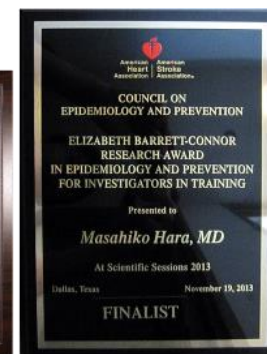 American Heart Association
American Stroke Association®
COUNCIL ON
EPIDEMIOLOGY AND PREVENTION
ELIZABETH BARRETT-CONNOR
RESEARCH AWARD
IN EPIDEMIOLOGY AND PREVENTION
FOR INVESTIGATORS IN TRAINING
Presented to
Masahiko Hara, MD
At Scientific Sessions 2013
Dallas, Texas November 19, 2013
FINALIST